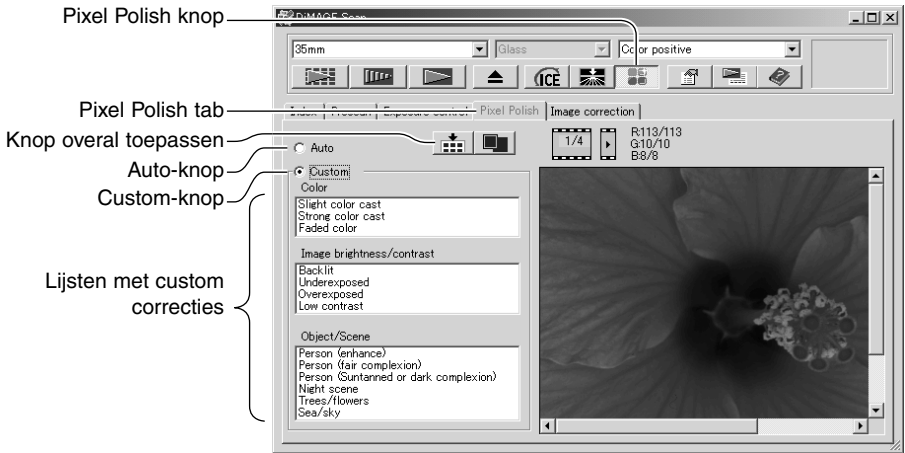 Pixel Polish knop
DiMAGE Scan
35mm
Glass
Color positive
ICE
Pixel Polish tab
Index
Prescan
Exposure control
Pixel Polish
Image correction
Knop overal toepassen
1/4
R:113/113
G:10/10
B:8/8
Auto-knop
Auto
Custom-knop
Custom
Color
Slight color cast
Strong color cast
Faded color
Image brightness/contrast
Backlit
Underexposed
Overexposed
Low contrast
Lijsten met custom
correcties
Object/Scene
Person (enhance)
Person (fair complexion)
Person (Suntanned or dark complexion)
Night scene
Trees/flowers
Sea/sky